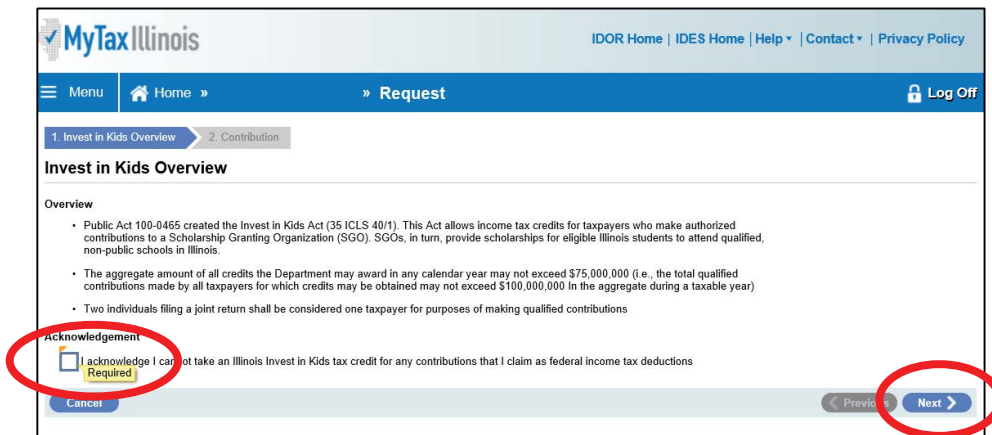 MyTax Illinois
IDOR Home | IDES Home | Help | Contact | Privacy Policy
Menu Home » » Request Log Off
1. Invest in Kids Overview 2. Contribution
Invest in Kids Overview
Overview
• Public Act 100-0465 created the Invest in Kids Act (35 ICLS 40/1). This Act allows income tax credits for taxpayers who make authorized
contributions to a Scholarship Granting Organization (SGO). SGOs, in turn, provide scholarships for eligible Illinois students to attend qualified,
non-public schools in Illinois.
• The aggregate amount of all credits the Department may award in any calendar year may not exceed $75,000,000 (i.e., the total qualified
contributions made by all taxpayers for which credits may be obtained may not exceed $100,000,000 In the aggregate during a taxable year)
• Two individuals filing a joint return shall be considered one taxpayer for purposes of making qualified contributions
Acknowledgement
I acknowledge I cannot take an Illinois Invest in Kids tax credit for any contributions that I claim as federal income tax deductions
Required
Cancel Previous Next